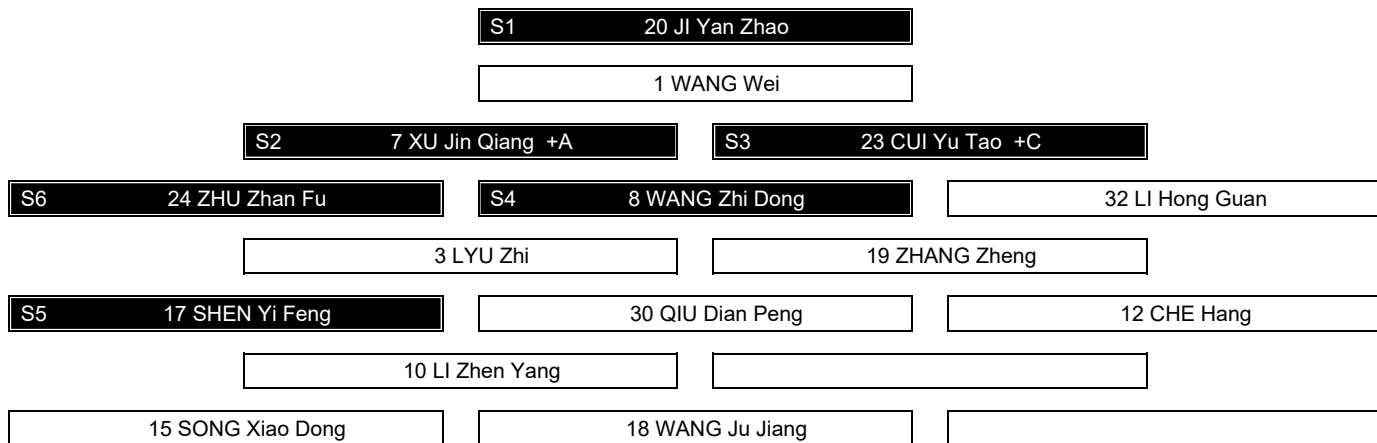 S1 20 JI Yan Zhao
1 WANG Wei
S2 7 XU Jin Qiang +A S3 23 CUI Yu Tao +C
S6 24 ZHU Zhan Fu S4 8 WANG Zhi Dong 32 LI Hong Guan
3 LYU Zhi 19 ZHANG Zheng
S5 17 SHEN Yi Feng 30 QIU Dian Peng 12 CHE Hang
10 LI Zhen Yang
15 SONG Xiao Dong 18 WANG Ju Jiang